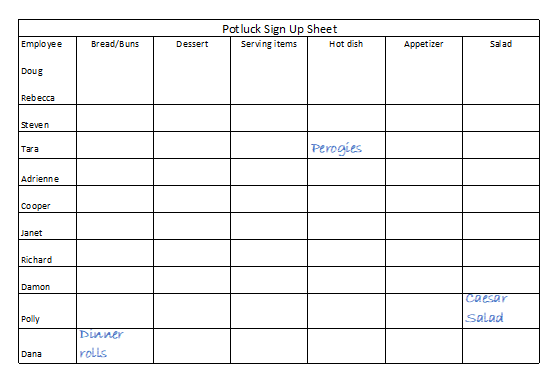 Potluck Sign Up Sheet
Employee Bread/Buns Dessert Serving items Hot dish Appetizer Salad
Doug
Rebecca
Steven
Tara Perogies
Adrienne
Cooper
Janet
Richard
Damon
Caesar
Polly Salad
Dinner
Dana rolls